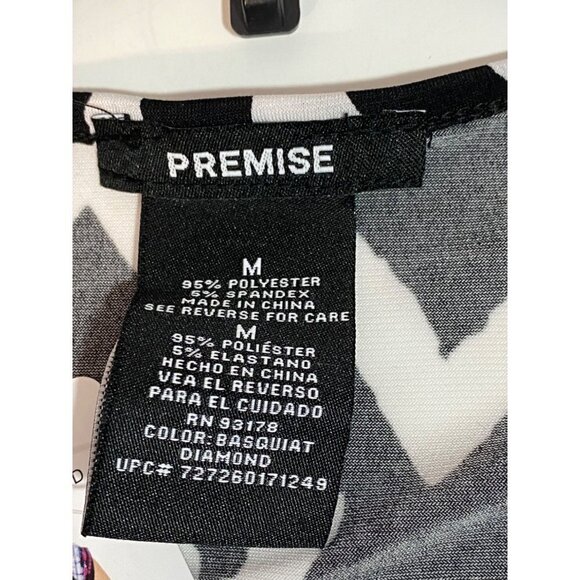 PREMISE
M
95% POLYESTER
5% SPANDEX
MADE IN CHINA
SEE REVERSE FOR CARE
M
95% POLIÉSTER
5% ELASTANO
HECHO EN CHINA
VEA EL REVERSO
PARA EL CUIDADO
RN 93178
COLOR: BASQUIAT
DIAMOND
UPC# 727260171249
D